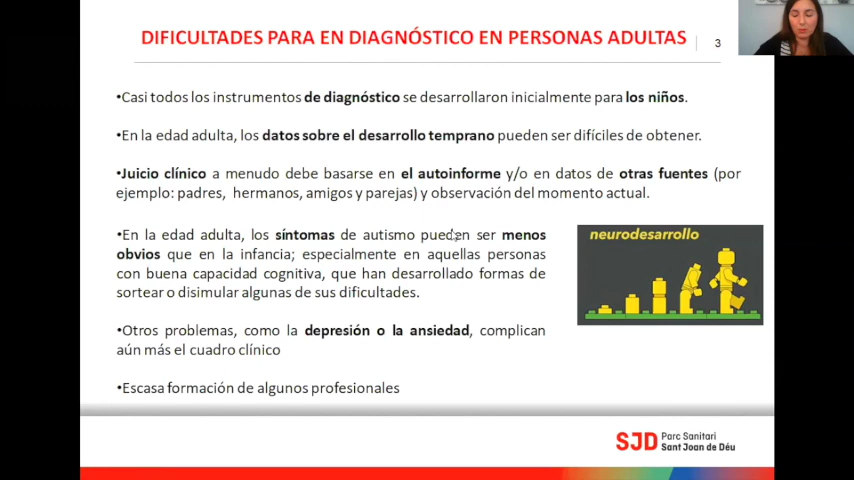 DIFICULTADES PARA EN DIAGNÓSTICO EN PERSONAS ADULTAS
3
•Casi todos los instrumentos de diagnóstico se desarrollaron inicialmente para los niños.
•En la edad adulta, los datos sobre el desarrollo temprano pueden ser difíciles de obtener.
•Juicio clínico a menudo debe basarse en el autoinforme y/o en datos de otras fuentes (por
ejemplo: padres, hermanos, amigos y parejas) y observación del momento actual.
•En la edad adulta, los síntomas de autismo pueden ser menos
obvios que en la infancia; especialmente en aquellas personas
con buena capacidad cognitiva, que han desarrollado formas de
sortear o disimular algunas de sus dificultades.
neurodesarrollo
•Otros problemas, como la depresión o la ansiedad, complican
aún más el cuadro clínico
•Escasa formación de algunos profesionales
SJD Parc Sanitari
Sant Joan de Déu